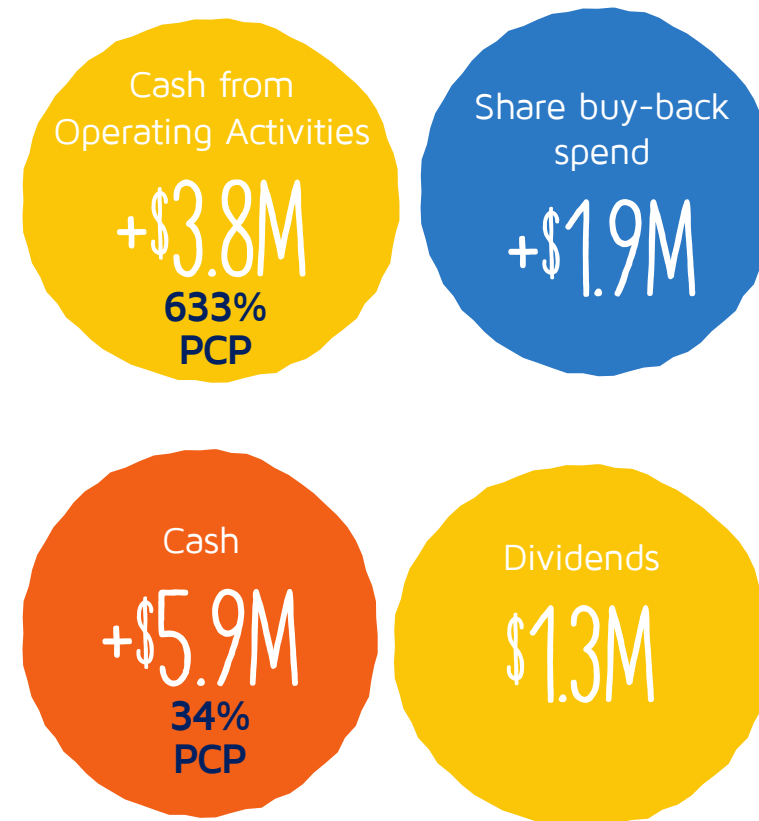 Cash from
Operating Activities
+$3.8M
633%
PCP
Share buy-back
spend
+$1.9M
Cash
+$5.9M
34%
PCP
Dividends
$1.3M